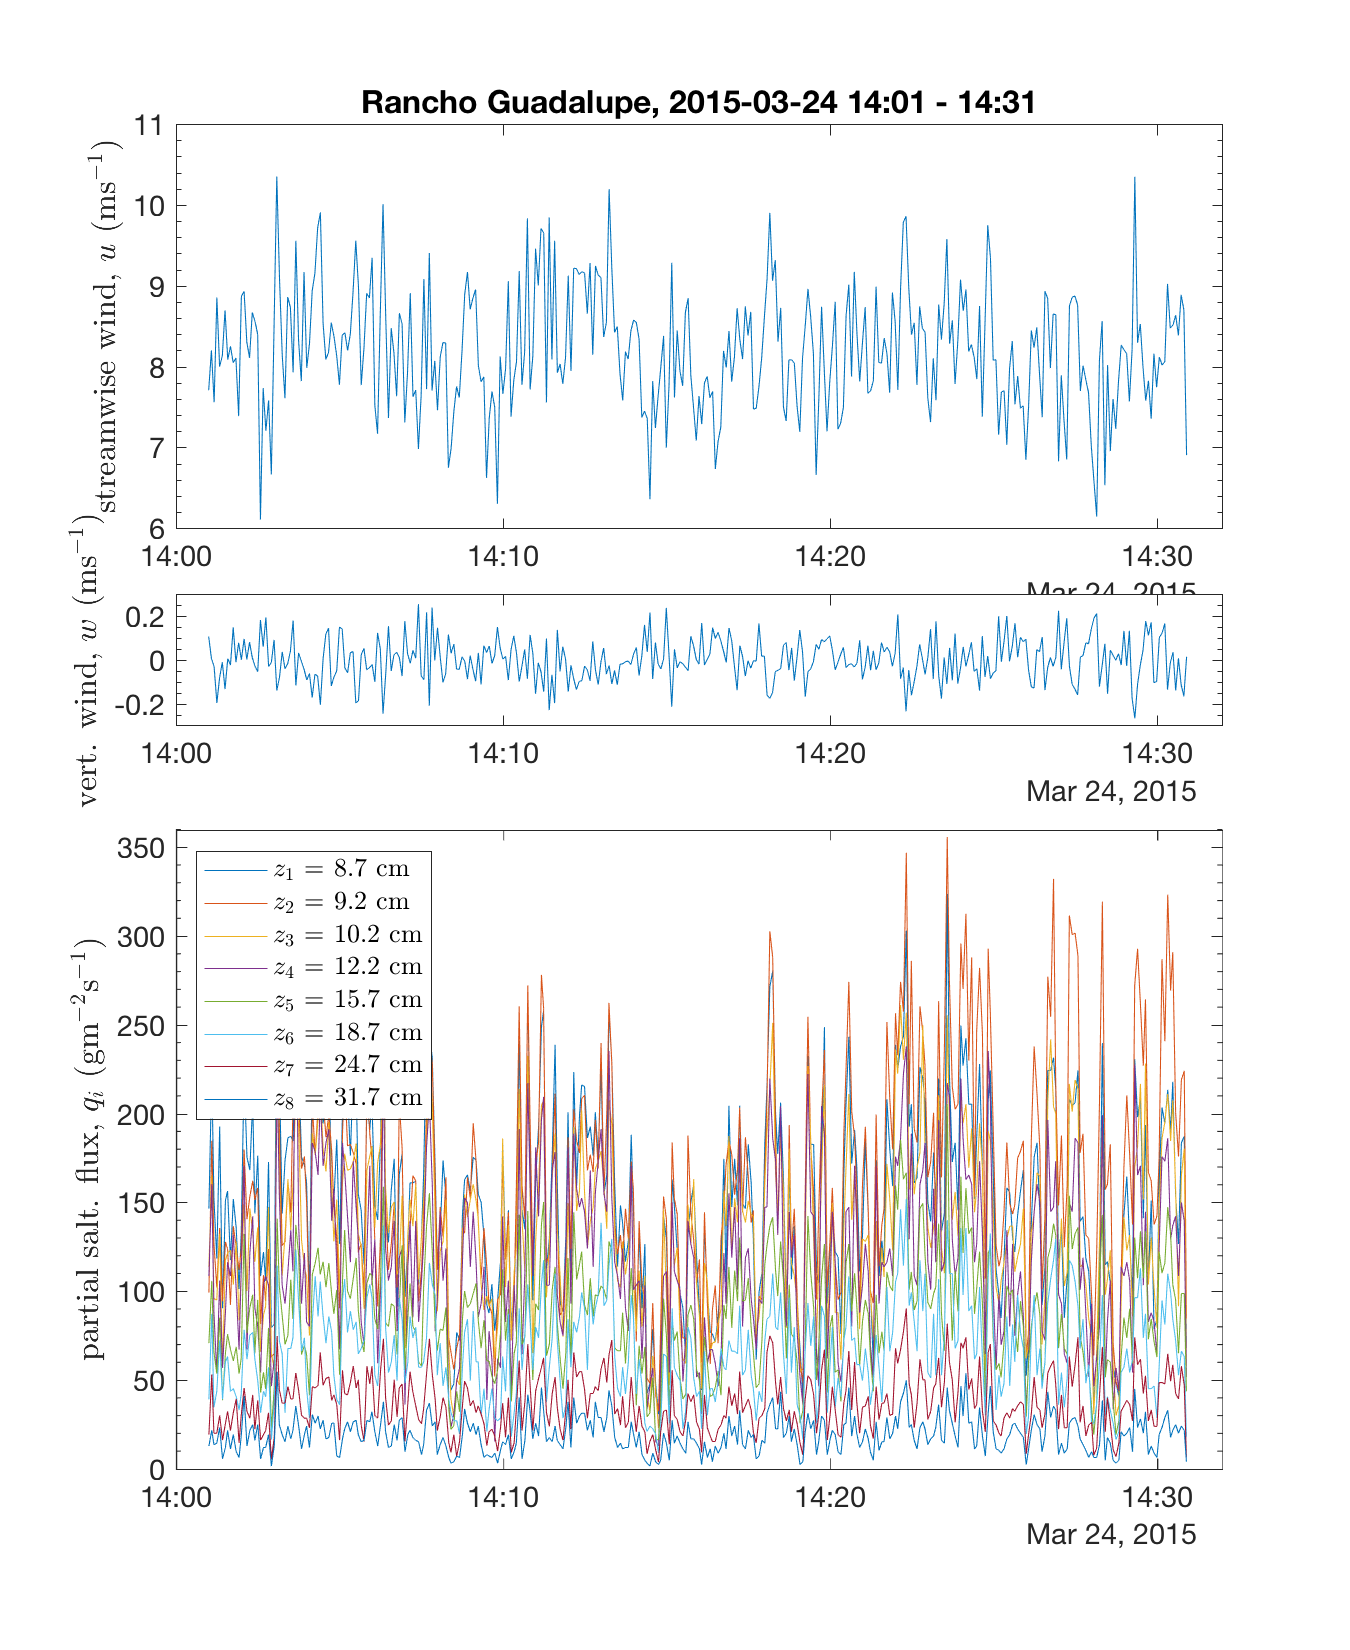 Rancho Guadalupe, 2015-03-24 14:01 - 14:31
streamwise wind, u (ms⁻¹)
11
10
9
8
7
6
14:00 14:10 14:20 14:30
Mar 24, 2015
vert. wind, w (ms⁻¹)
0.2
0
-0.2
14:00 14:10 14:20 14:30
Mar 24, 2015
partial salt. flux, qᵢ (gm⁻²s⁻¹)
350
300
250
200
150
100
50
0
z₁ = 8.7 cm
z₂ = 9.2 cm
z₃ = 10.2 cm
z₄ = 12.2 cm
z₅ = 15.7 cm
z₆ = 18.7 cm
z₇ = 24.7 cm
z₈ = 31.7 cm
14:00 14:10 14:20 14:30
Mar 24, 2015